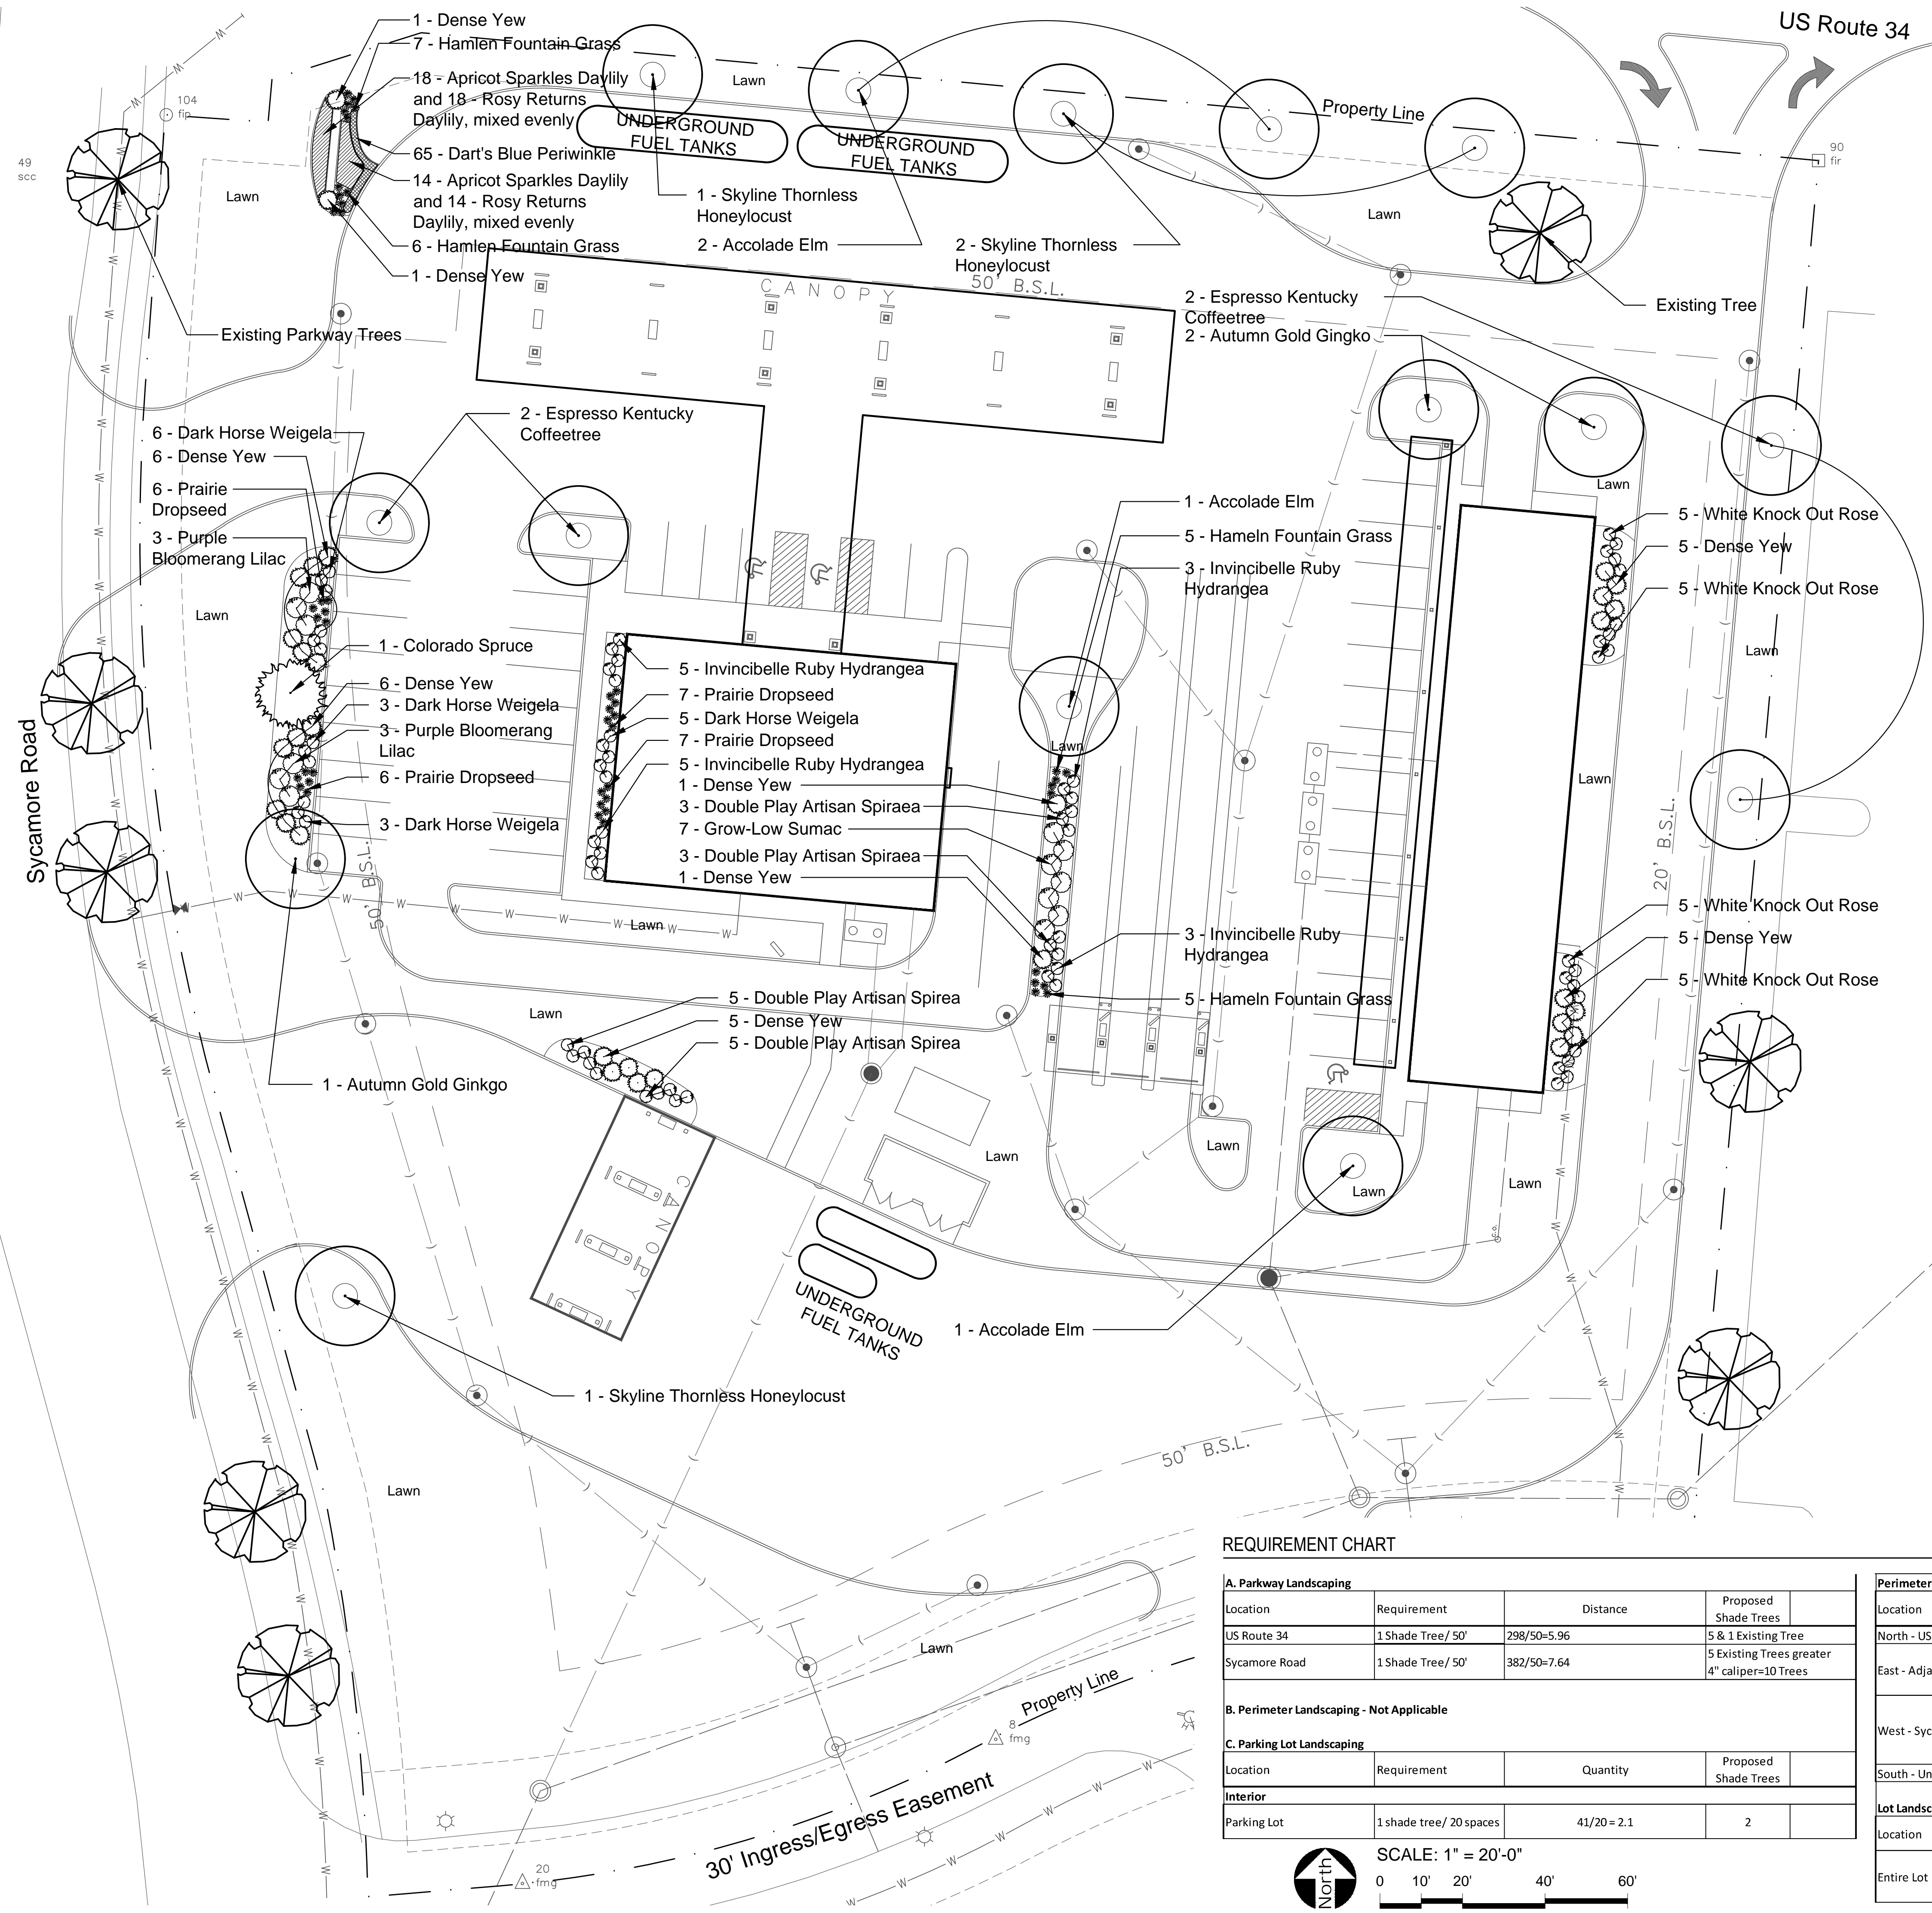 US Route 34
1 - Dense Yew
7 - Hamlen Fountain Grass
18 - Apricot Sparkles Daylily
and 18 - Rosy Returns
Daylily, mixed evenly
65 - Dart's Blue Periwinkle
14 - Apricot Sparkles Daylily
and 14 - Rosy Returns
Daylily, mixed evenly
6 - Hamlen Fountain Grass
1 - Dense Yew
104
fip
49
scc
Lawn
Lawn
UNDERGROUND
FUEL TANKS
UNDERGROUND
FUEL TANKS
Property Line
90
fir
1 - Skyline Thornless
Honeylocust
2 - Accolade Elm
2 - Skyline Thornless
Honeylocust
Lawn
Existing Tree
Existing Parkway Trees
CANOPY
50' B.S.L.
2 - Espresso Kentucky
Coffeetree
2 - Autumn Gold Gingko
2 - Espresso Kentucky
Coffeetree
6 - Dark Horse Weigela
6 - Dense Yew
6 - Prairie
Dropseed
3 - Purple
Bloomerang Lilac
Lawn
1 - Colorado Spruce
6 - Dense Yew
3 - Dark Horse Weigela
3 - Purple Bloomerang
Lilac
6 - Prairie Dropseed
3 - Dark Horse Weigela
50' B.S.L.
Sycamore Road
5 - Invincibelle Ruby Hydrangea
7 - Prairie Dropseed
5 - Dark Horse Weigela
7 - Prairie Dropseed
5 - Invincibelle Ruby Hydrangea
1 - Dense Yew
3 - Double Play Artisan Spiraea
7 - Grow-Low Sumac
3 - Double Play Artisan Spiraea
1 - Dense Yew
1 - Accolade Elm
5 - Hameln Fountain Grass
3 - Invincibelle Ruby
Hydrangea
Lawn
3 - Invincibelle Ruby
Hydrangea
5 - Hameln Fountain Grass
Lawn
5 - White Knock Out Rose
5 - Dense Yew
5 - White Knock Out Rose
Lawn
Lawn
20' B.S.L.
5 - White Knock Out Rose
5 - Dense Yew
5 - White Knock Out Rose
Lawn
Lawn
5 - Double Play Artisan Spirea
5 - Dense Yew
5 - Double Play Artisan Spirea
1 - Autumn Gold Ginkgo
CANOPY
Lawn
Lawn
Lawn
Lawn
UNDERGROUND
FUEL TANKS
1 - Accolade Elm
1 - Skyline Thornless Honeylocust
50' B.S.L.
Lawn
Lawn
Property Line
8
fmg
20
fmg
30' Ingress/Egress Easement
REQUIREMENT CHART
A. Parkway Landscaping
Location Requirement Distance Proposed Shade Trees
US Route 34 1 Shade Tree/ 50' 298/50=5.96 5 & 1 Existing Tree
Sycamore Road 1 Shade Tree/ 50' 382/50=7.64 5 Existing Trees greater
4" caliper=10 Trees
B. Perimeter Landscaping - Not Applicable
C. Parking Lot Landscaping
Location Requirement Quantity Proposed Shade Trees
Interior
Parking Lot 1 shade tree/ 20 spaces 41/20 = 2.1 2
Perimeter
Location
North - US
East - Adja
West - Syc
South - Un
Lot Landsc
Location
Entire Lot
North
SCALE: 1" = 20'-0"
0 10' 20' 40' 60'